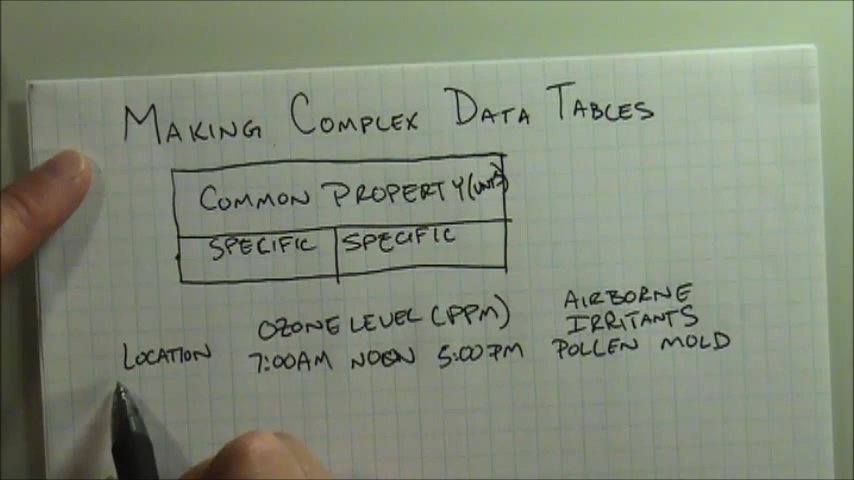 MAKING COMPLEX DATA TABLES
COMMON PROPERTY (UNITS)
SPECIFIC SPECIFIC
OZONE LEVEL (PPM) AIRBORNE IRRITANTS
LOCATION 7:00AM NOON 5:00PM POLLEN MOLD